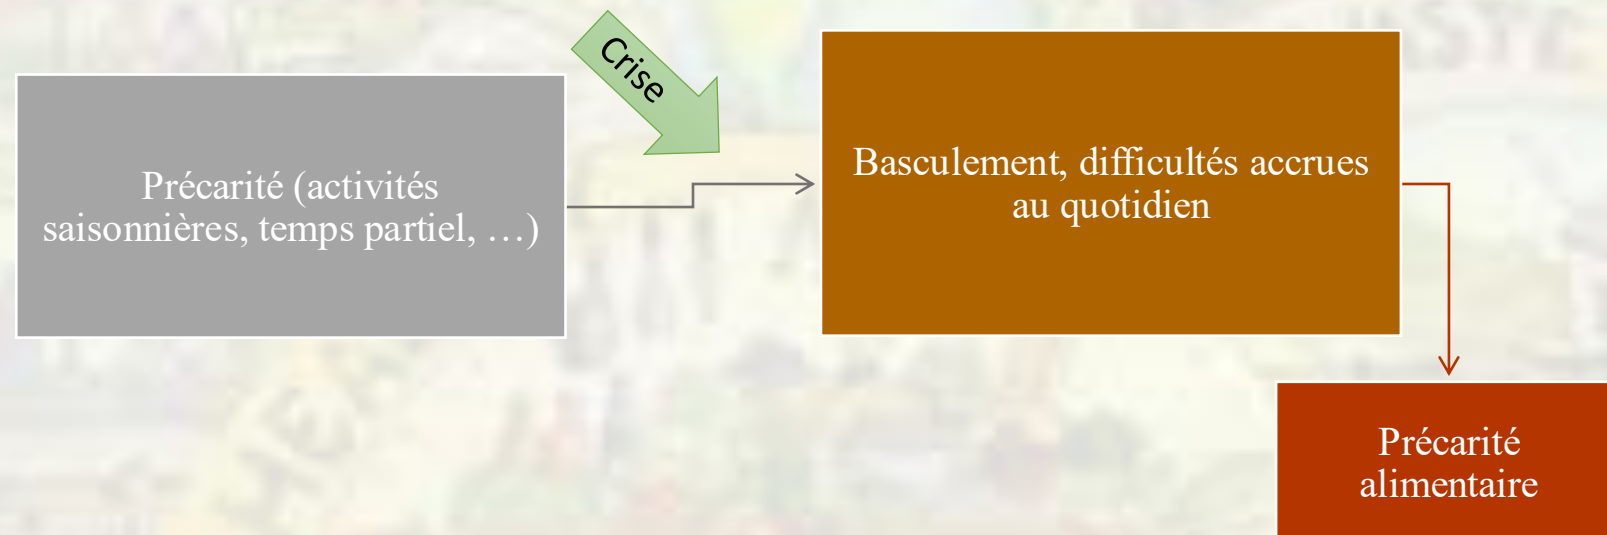 Crise
Précarité (activités
saisonnières, temps partiel, …)
Basculement, difficultés accrues
au quotidien
Précarité
alimentaire